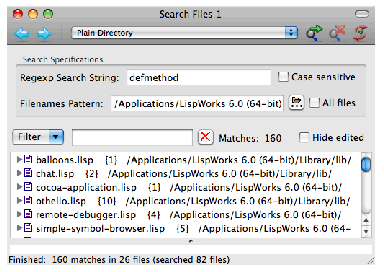 Search Files 1
Plain Directory
Search Specifications
Regexp Search String: defmethod Case sensitive
Filenames Pattern: /Applications/LispWorks 6.0 (64-bit) All files
Filter Matches: 160 Hide edited
balloons.lisp {1} /Applications/LispWorks 6.0 (64-bit)/Library/lib/
chat.lisp {2} /Applications/LispWorks 6.0 (64-bit)/Library/lib/
cocoa-application.lisp {1} /Applications/LispWorks 6.0 (64-bit)/
othello.lisp {10} /Applications/LispWorks 6.0 (64-bit)/Library/
remote-debugger.lisp {4} /Applications/LispWorks 6.0 (64-bit)/
simple-symbol-browser.lisp {5} /Applications/LispWorks 6.0 (64-
Finished: 160 matches in 26 files (searched 82 files)